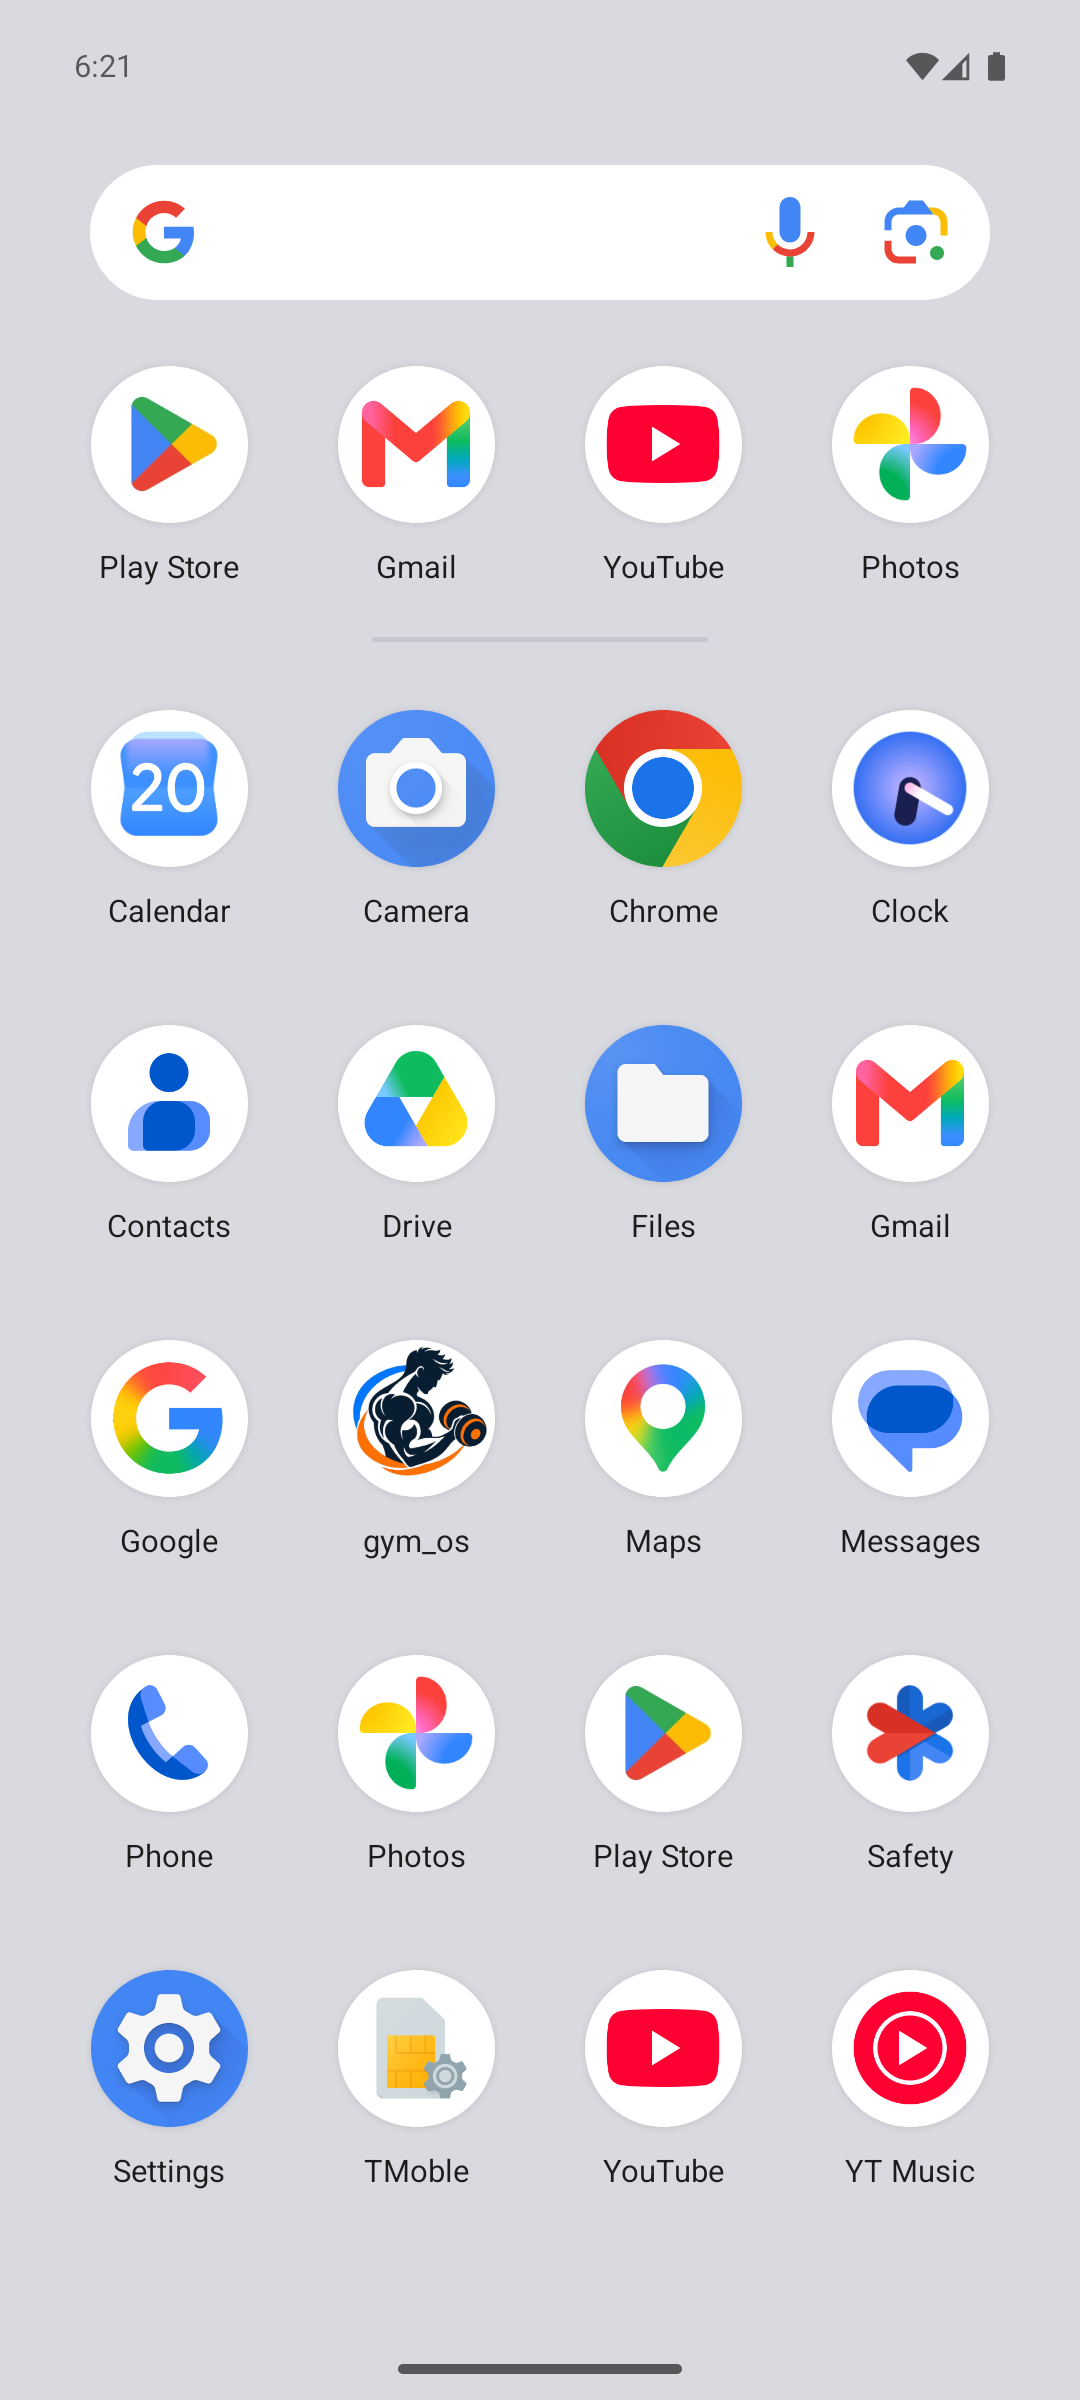 6:21
Play Store Gmail YouTube Photos
20
Calendar Camera Chrome Clock
Contacts Drive Files Gmail
Google gym_os Maps Messages
Phone Photos Play Store Safety
Settings TMoble YouTube YT Music